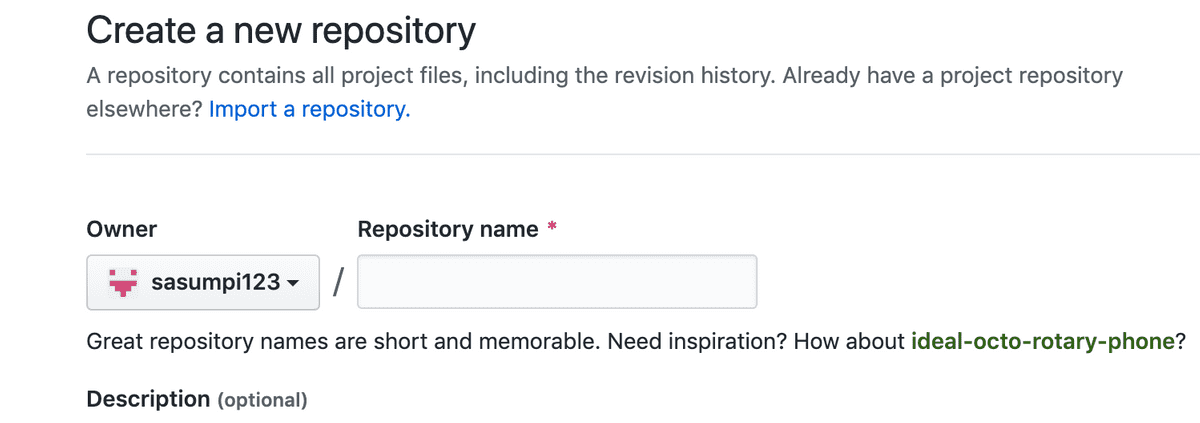 Create a new repository
A repository contains all project files, including the revision history. Already have a project repository
elsewhere? Import a repository.
Owner
Repository name *
sasumpi123 /
Great repository names are short and memorable. Need inspiration? How about ideal-octo-rotary-phone?
Description (optional)